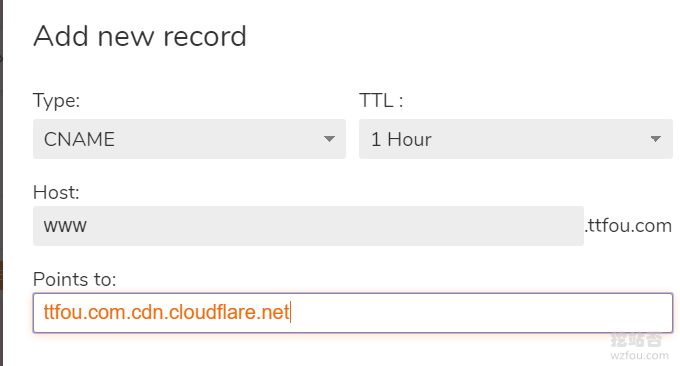 Add new record
Type:
TTL :
CNAME
1 Hour
Host:
www
.ttfou.com
Points to:
ttfou.com.cdn.cloudflare.net
挖站否
wzfou.com